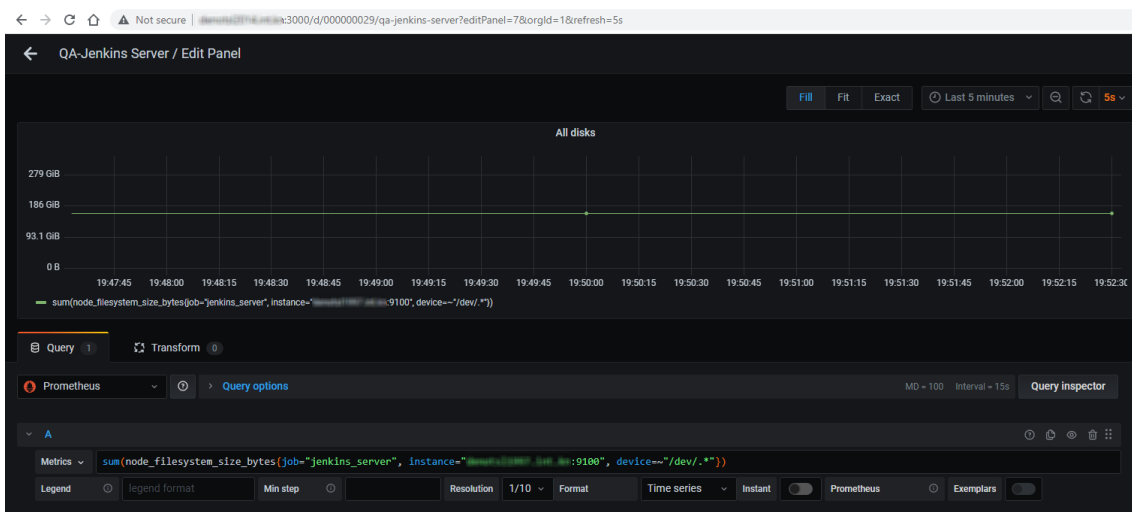 Not secure :3000/d/000000029/qa-jenkins-server?editPanel=7&orgId=1&refresh=5s
QA-Jenkins Server / Edit Panel
Fill Fit Exact Last 5 minutes 5s
All disks
279 GiB
186 GiB
93.1 GiB
0 B
19:47:45 19:48:00 19:48:15 19:48:30 19:48:45 19:49:00 19:49:15 19:49:30 19:49:45 19:50:00 19:50:15 19:50:30 19:50:45 19:51:00 19:51:15 19:51:30 19:51:45 19:52:00 19:52:15 19:52:30
sum(node_filesystem_size_bytes{job="jenkins_server", instance=" :9100", device=~"/dev/.*"})
Query 1 Transform 0
Prometheus Query options MD = 100 Interval = 15s Query inspector
A
Metrics sum(node_filesystem_size_bytes{job="jenkins_server", instance=" :9100", device=~"/dev/.*"})
Legend legend format Min step Resolution 1/10 Format Time series Instant Prometheus Exemplars